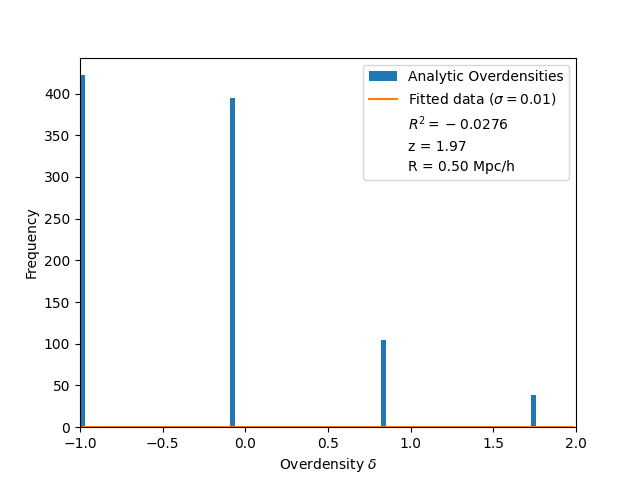 Analytic Overdensities
Fitted data (σ = 0.01)
R² = −0.0276
z = 1.97
R = 0.50 Mpc/h
Frequency
400
350
300
250
200
150
100
50
0
−1.0 −0.5 0.0 0.5 1.0 1.5 2.0
Overdensity δ